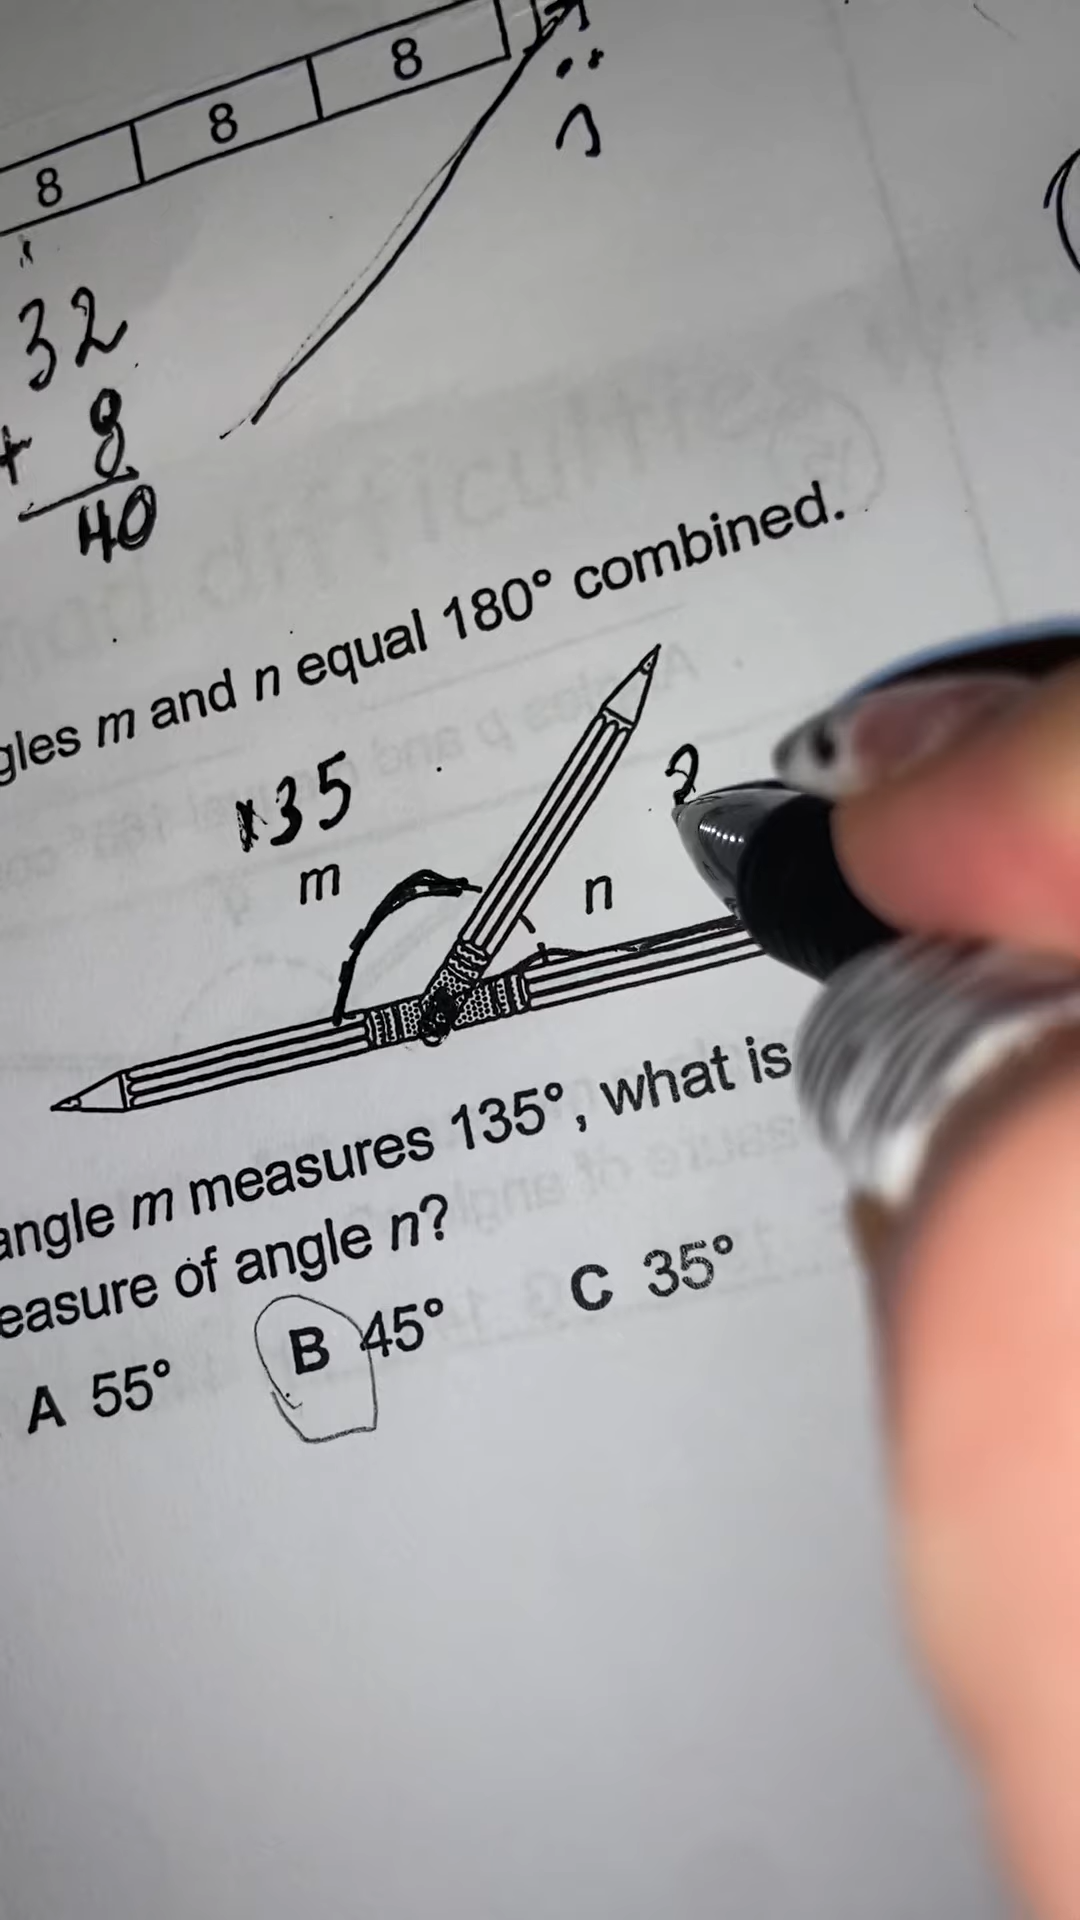 8 8 8
32
+ 8
40
gles m and n equal 180° combined.
135
m
n
?
angle m measures 135°, what is
easure of angle n?
A 55° B 45° C 35°